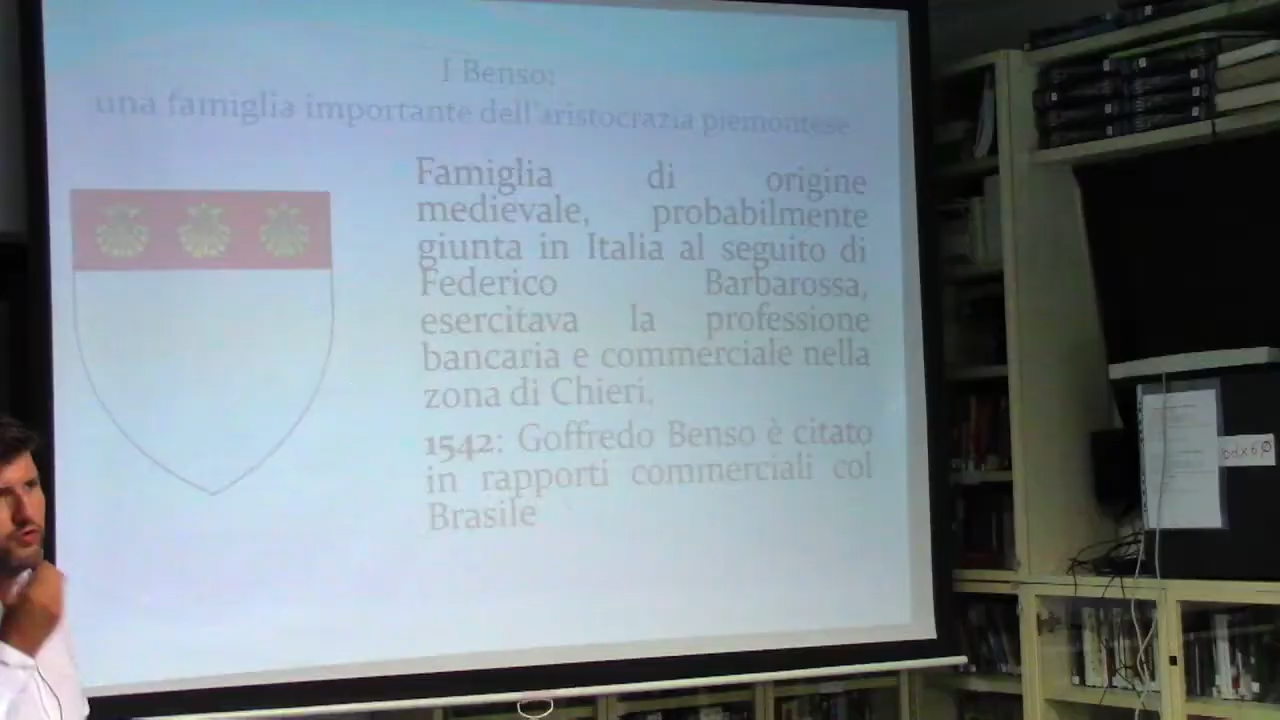 I Benso:
una famiglia importante dell'aristocrazia piemontese
Famiglia di origine
medievale, probabilmente
giunta in Italia al seguito di
Federico Barbarossa,
esercitava la professione
bancaria e commerciale nella
zona di Chieri.
1542: Goffredo Benso è citato
in rapporti commerciali col
Brasile